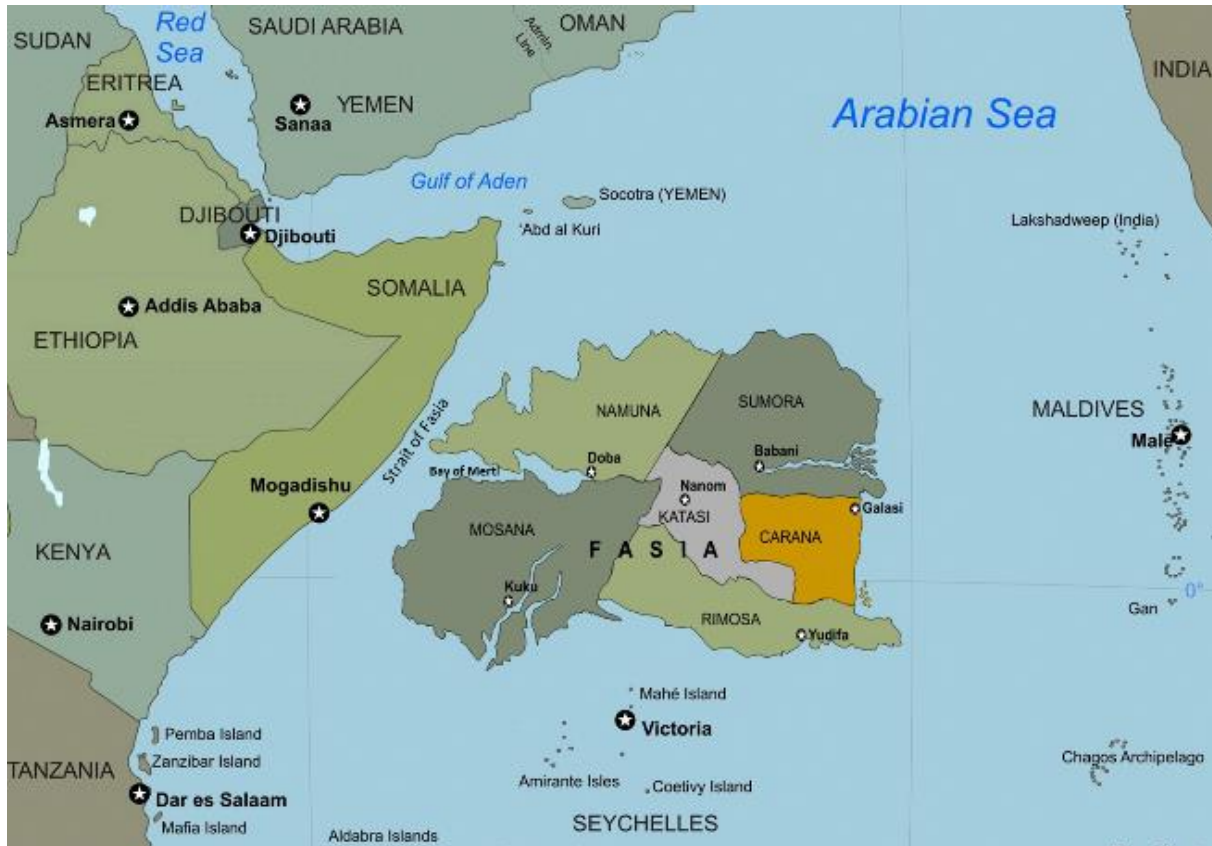 SUDAN
Red
Sea
SAUDI ARABIA
Admin.
Line
OMAN
INDIA
ERITREA
Asmera
Sanaa
YEMEN
Arabian Sea
Gulf of Aden
Socotra (YEMEN)
'Abd al Kuri
Lakshadweep (India)
DJIBOUTI
Djibouti
SOMALIA
Addis Ababa
ETHIOPIA
Strait of Fasia
NAMUNA
SUMORA
MALDIVES
Male
Doba
Babani
Bay of Merti
Mogadishu
Nanom
KATASI
Galasi
MOSANA
CARANA
FASIA
KENYA
Kuku
RIMOSA
Yudifa
0°
Gan
Nairobi
Mahé Island
Victoria
Pemba Island
Zanzibar Island
TANZANIA
Amirante Isles
Coetivy Island
Chagos Archipelago
Dar es Salaam
Mafia Island
Aldabra Islands
SEYCHELLES